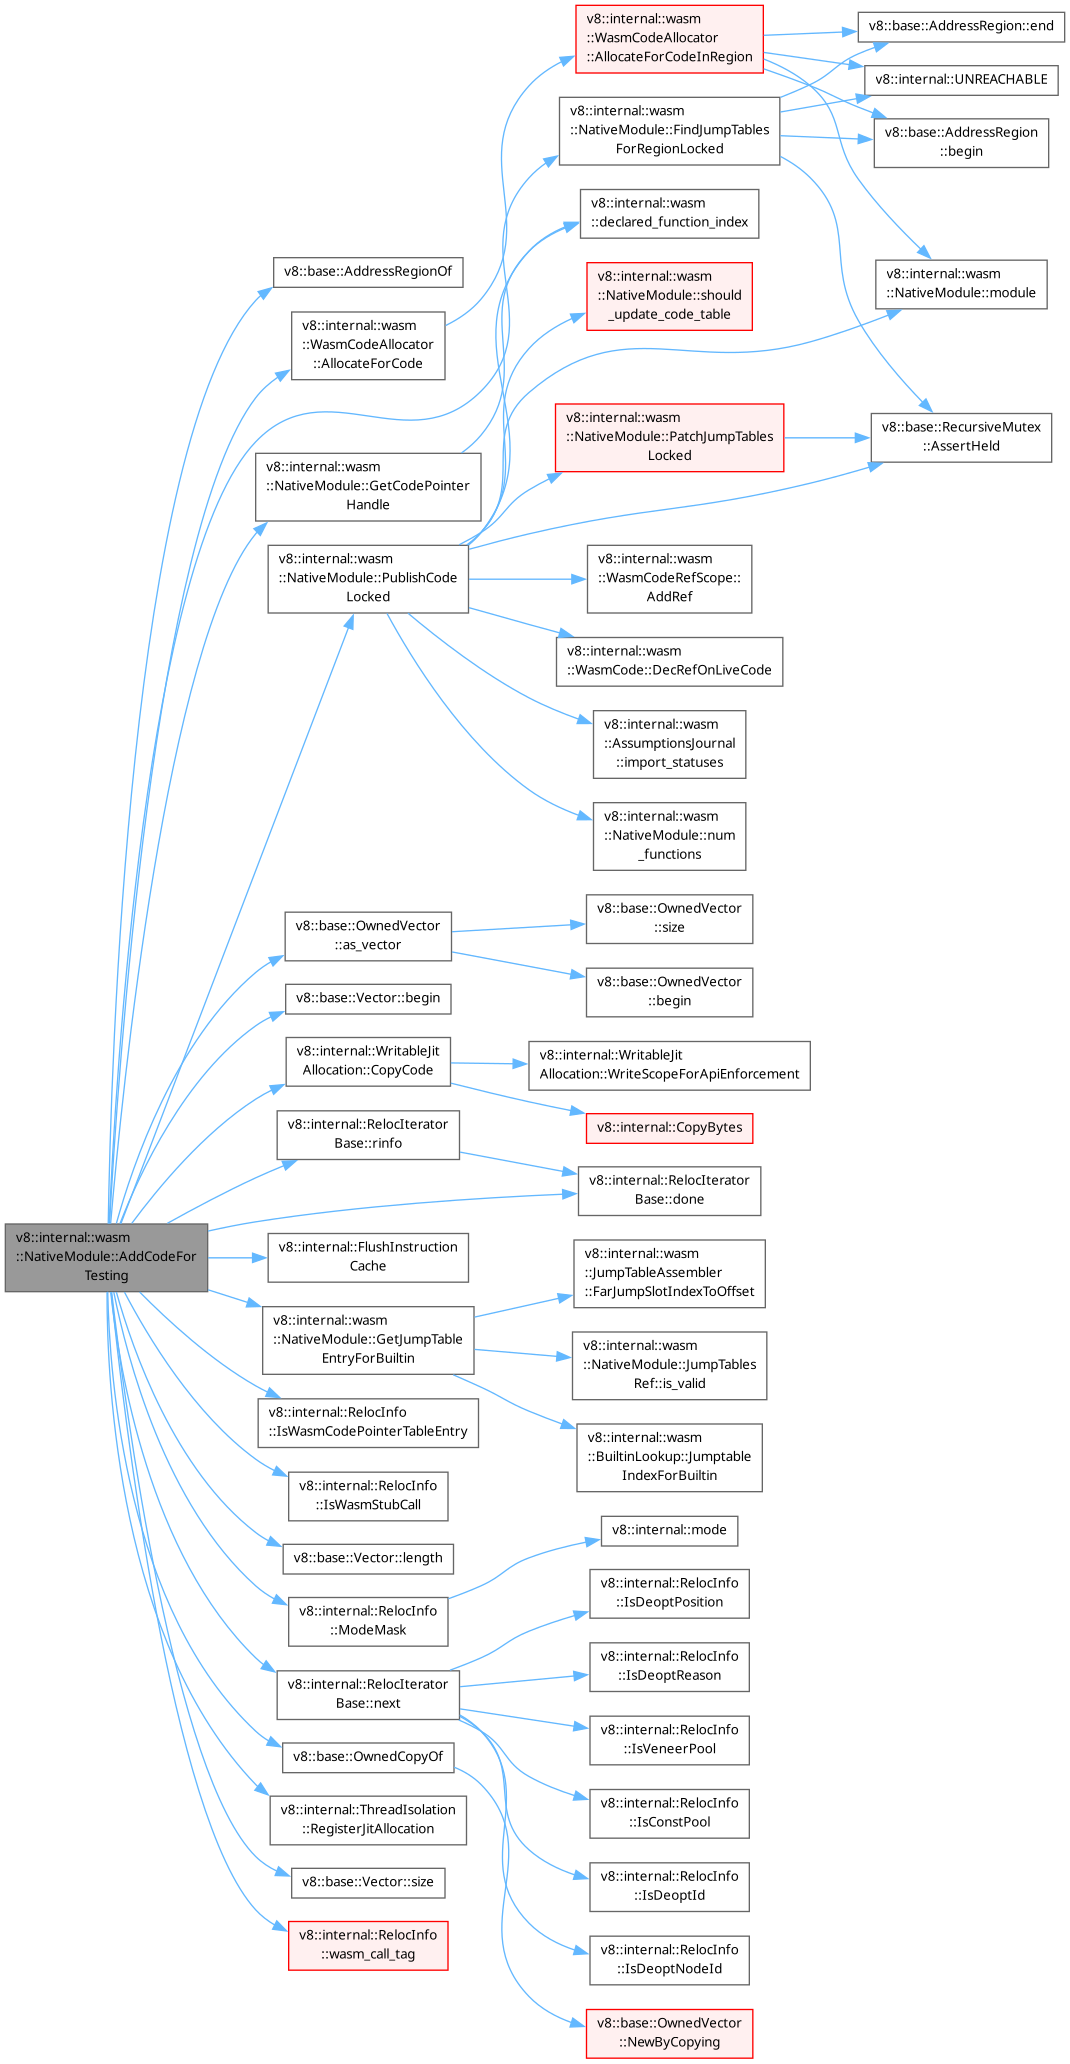 v8::internal::wasm
::NativeModule::AddCodeFor
Testing
v8::base::AddressRegionOf
v8::internal::wasm
::WasmCodeAllocator
::AllocateForCode
v8::internal::wasm
::NativeModule::GetCodePointer
Handle
v8::internal::wasm
::NativeModule::PublishCode
Locked
v8::base::OwnedVector
::as_vector
v8::base::Vector::begin
v8::internal::WritableJit
Allocation::CopyCode
v8::internal::RelocIterator
Base::rinfo
v8::internal::FlushInstruction
Cache
v8::internal::wasm
::NativeModule::GetJumpTable
EntryForBuiltin
v8::internal::RelocInfo
::IsWasmCodePointerTableEntry
v8::internal::RelocInfo
::IsWasmStubCall
v8::base::Vector::length
v8::internal::RelocInfo
::ModeMask
v8::internal::RelocIterator
Base::next
v8::base::OwnedCopyOf
v8::internal::ThreadIsolation
::RegisterJitAllocation
v8::base::Vector::size
v8::internal::RelocInfo
::wasm_call_tag
v8::internal::wasm
::WasmCodeAllocator
::AllocateForCodeInRegion
v8::internal::wasm
::NativeModule::FindJumpTables
ForRegionLocked
v8::internal::wasm
::declared_function_index
v8::internal::wasm
::NativeModule::should
_update_code_table
v8::internal::wasm
::NativeModule::PatchJumpTables
Locked
v8::internal::wasm
::WasmCodeRefScope::
AddRef
v8::internal::wasm
::WasmCode::DecRefOnLiveCode
v8::internal::wasm
::AssumptionsJournal
::import_statuses
v8::internal::wasm
::NativeModule::num
_functions
v8::base::OwnedVector
::size
v8::base::OwnedVector
::begin
v8::internal::WritableJit
Allocation::WriteScopeForApiEnforcement
v8::internal::CopyBytes
v8::internal::RelocIterator
Base::done
v8::internal::wasm
::JumpTableAssembler
::FarJumpSlotIndexToOffset
v8::internal::wasm
::NativeModule::JumpTables
Ref::is_valid
v8::internal::wasm
::BuiltinLookup::Jumptable
IndexForBuiltin
v8::internal::mode
v8::internal::RelocInfo
::IsDeoptPosition
v8::internal::RelocInfo
::IsDeoptReason
v8::internal::RelocInfo
::IsVeneerPool
v8::internal::RelocInfo
::IsConstPool
v8::internal::RelocInfo
::IsDeoptId
v8::internal::RelocInfo
::IsDeoptNodeId
v8::base::OwnedVector
::NewByCopying
v8::base::AddressRegion::end
v8::internal::UNREACHABLE
v8::base::AddressRegion
::begin
v8::internal::wasm
::NativeModule::module
v8::base::RecursiveMutex
::AssertHeld